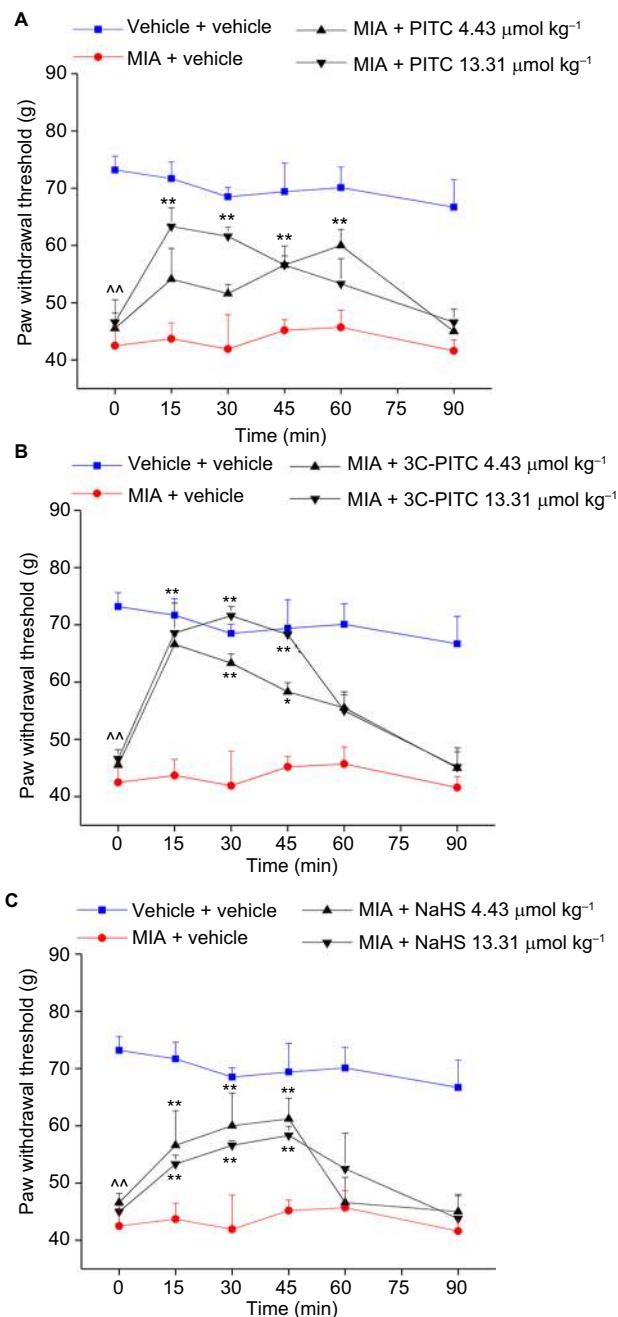 A
Vehicle + vehicle
MIA + PITC 4.43 μmol kg⁻¹
MIA + vehicle
MIA + PITC 13.31 μmol kg⁻¹
Paw withdrawal threshold (g)
90
80
70
60
50
40
^^
**
**
**
**
0 15 30 45 60 75 90
Time (min)
B
Vehicle + vehicle
MIA + 3C-PITC 4.43 μmol kg⁻¹
MIA + vehicle
MIA + 3C-PITC 13.31 μmol kg⁻¹
Paw withdrawal threshold (g)
90
80
70
60
50
40
^^
**
**
**
**
*
0 15 30 45 60 75 90
Time (min)
C
Vehicle + vehicle
MIA + NaHS 4.43 μmol kg⁻¹
MIA + vehicle
MIA + NaHS 13.31 μmol kg⁻¹
Paw withdrawal threshold (g)
90
80
70
60
50
40
^^
**
**
**
**
**
**
0 15 30 45 60 75 90
Time (min)